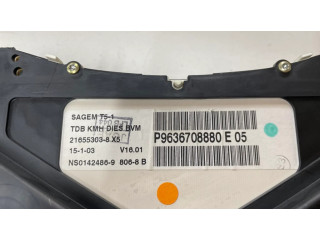 SAGEM T5-1
TDB KMH DIES BVM
21655303-8 X5
15-1-03 V16.01
NS0142486-9 806-8 B
P9636708880 E 05